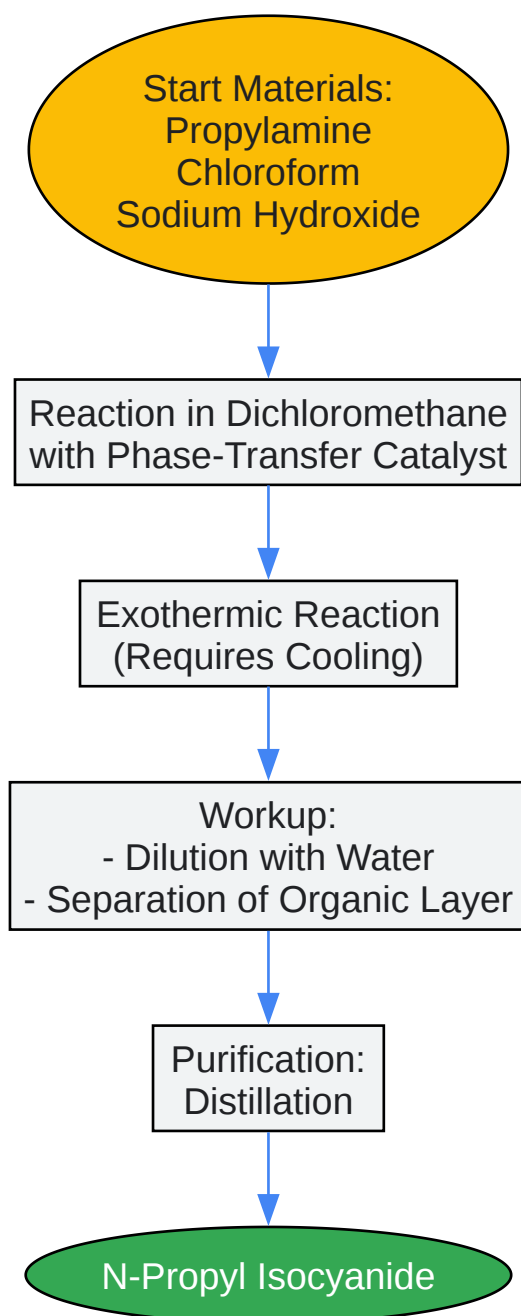 Start Materials:
Propylamine
Chloroform
Sodium Hydroxide
Reaction in Dichloromethane
with Phase-Transfer Catalyst
Exothermic Reaction
(Requires Cooling)
Workup:
- Dilution with Water
- Separation of Organic Layer
Purification:
Distillation
N-Propyl Isocyanide